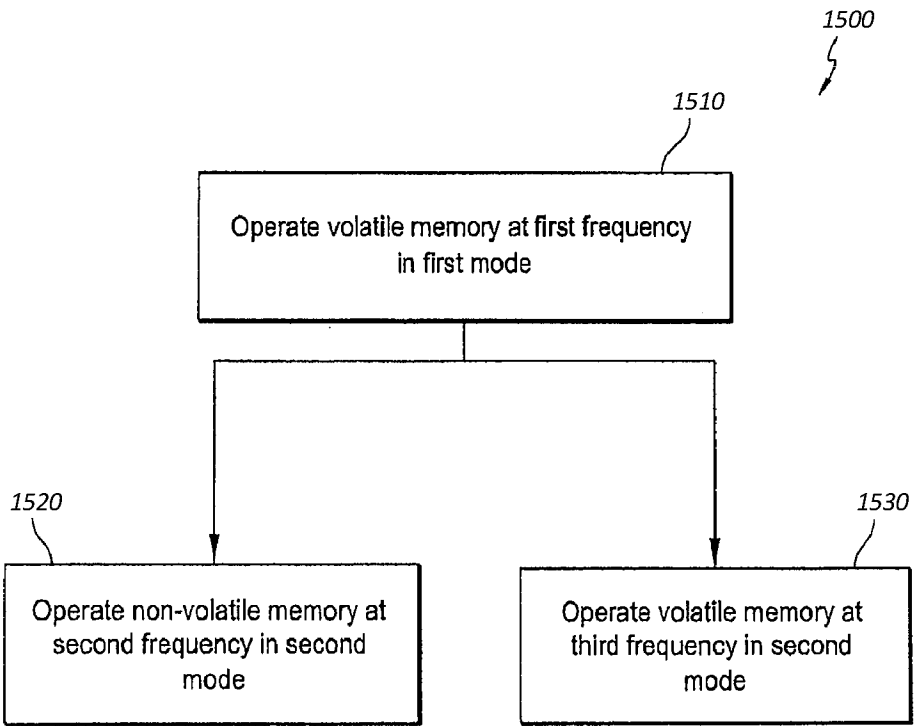 1500
1510
Operate volatile memory at first frequency
in first mode
1520
Operate non-volatile memory at
second frequency in second
mode
1530
Operate volatile memory at
third frequency in second
mode